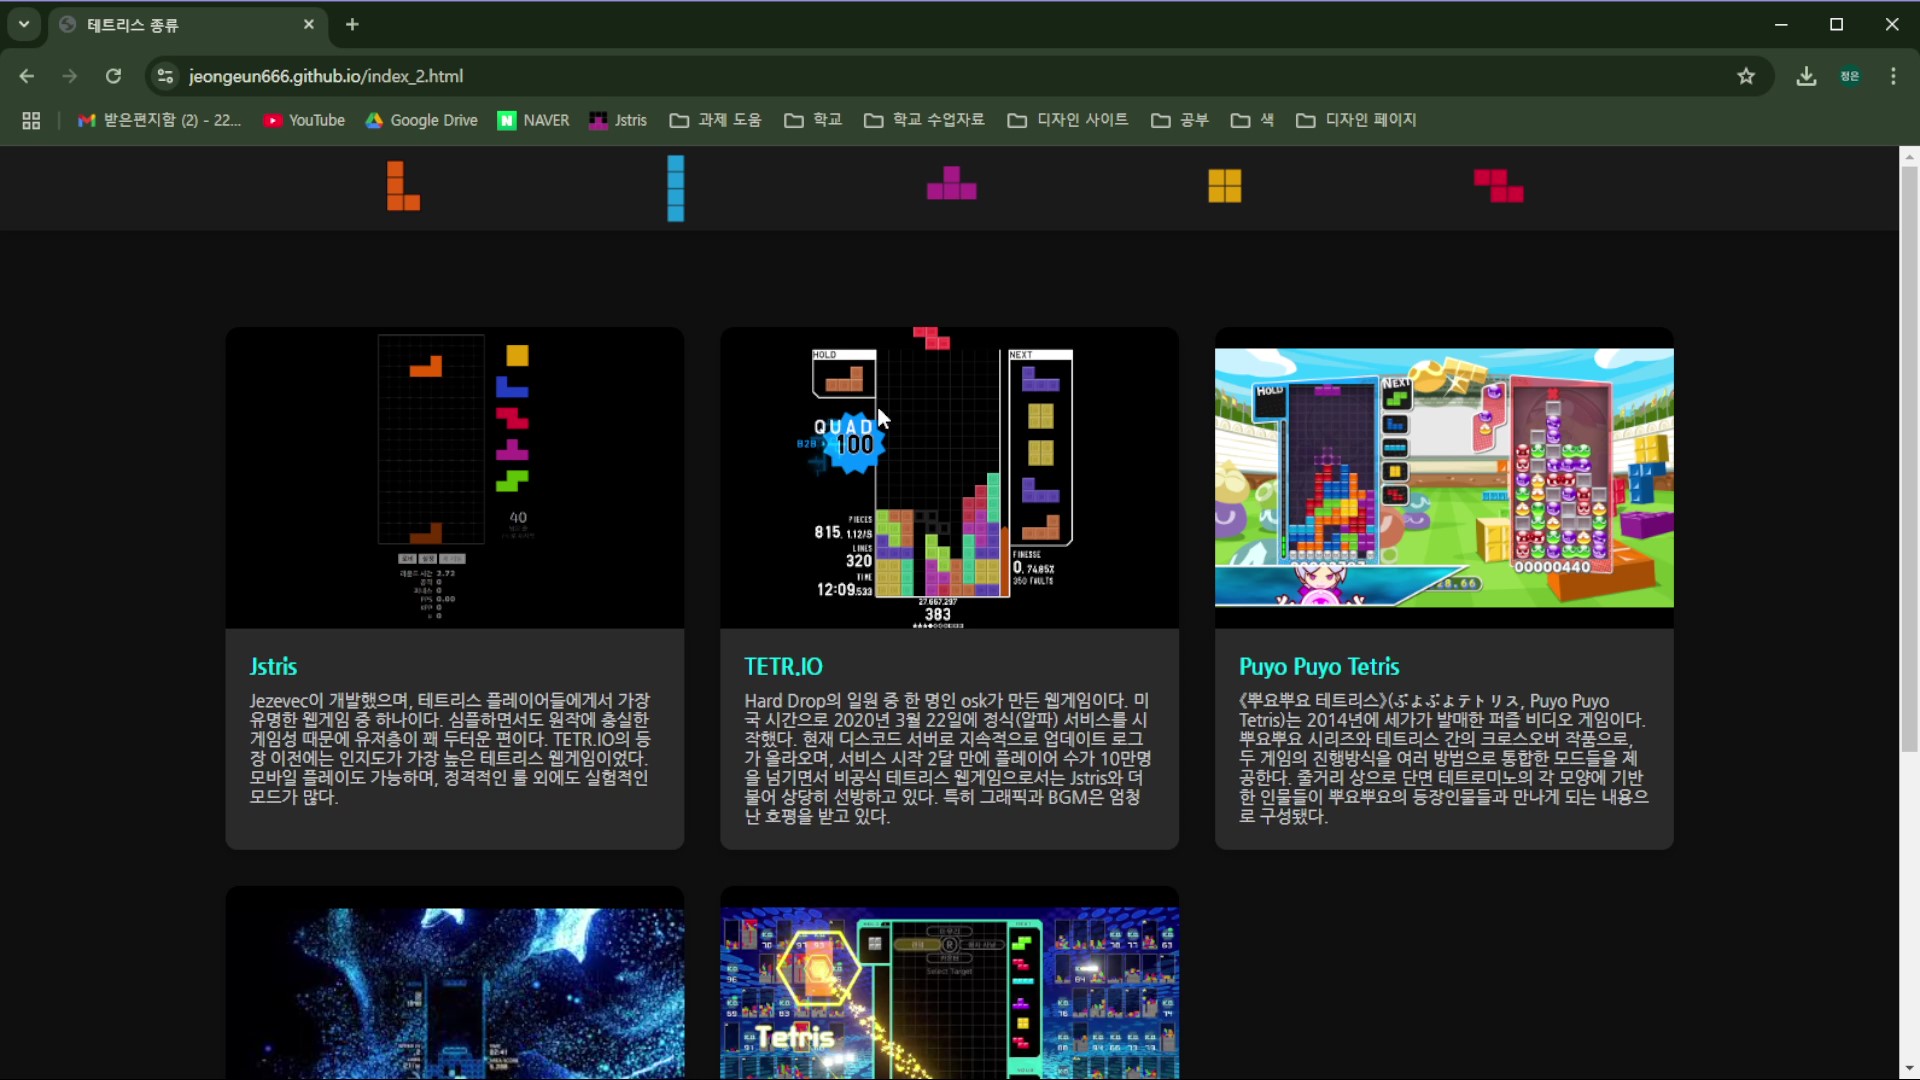 테트리스 종류
jeongeun666.github.io/index_2.html
정은
받은편지함 (2) - 22...
YouTube
Google Drive
NAVER
Jstris
과제 도움
학교
학교 수업자료
디자인 사이트
공부
색
디자인 페이지
40
HOLD
NEXT
QUAD
B2B
100
PIECES
815, 1.12/S
LINES
320
TIME
12:09.533
FINESSE
0, 74.85%
350 FAULTS
27,667,297
383
HOLD
NEXT
00000440
Jstris
Jezevec이 개발했으며, 테트리스 플레이어들에게서 가장
유명한 웹게임 중 하나이다. 심플하면서도 원작에 충실한
게임성 때문에 유저층이 꽤 두터운 편이다. TETR.IO의 등
장 이전에는 인지도가 가장 높은 테트리스 웹게임이었다.
모바일 플레이도 가능하며, 정격적인 룰 외에도 실험적인
모드가 많다.
TETR.IO
Hard Drop의 일원 중 한 명인 osk가 만든 웹게임이다. 미
국 시간으로 2020년 3월 22일에 정식(알파) 서비스를 시
작했다. 현재 디스코드 서버로 지속적으로 업데이트 로그
가 올라오며, 서비스 시작 2달 만에 플레이어 수가 10만명
을 넘기면서 비공식 테트리스 웹게임으로서는 Jstris와 더
불어 상당히 선방하고 있다. 특히 그래픽과 BGM은 엄청
난 호평을 받고 있다.
Puyo Puyo Tetris
《뿌요뿌요 테트리스》(ぷよぷよテトリス, Puyo Puyo
Tetris)는 2014년에 세가가 발매한 퍼즐 비디오 게임이다.
뿌요뿌요 시리즈와 테트리스 간의 크로스오버 작품으로,
두 게임의 진행방식을 여러 방법으로 통합한 모드들을 제
공한다. 줄거리 상으로 단면 테트로미노의 각 모양에 기반
한 인물들이 뿌요뿌요의 등장인물들과 만나게 되는 내용으
로 구성됐다.
Select Target
Tetris